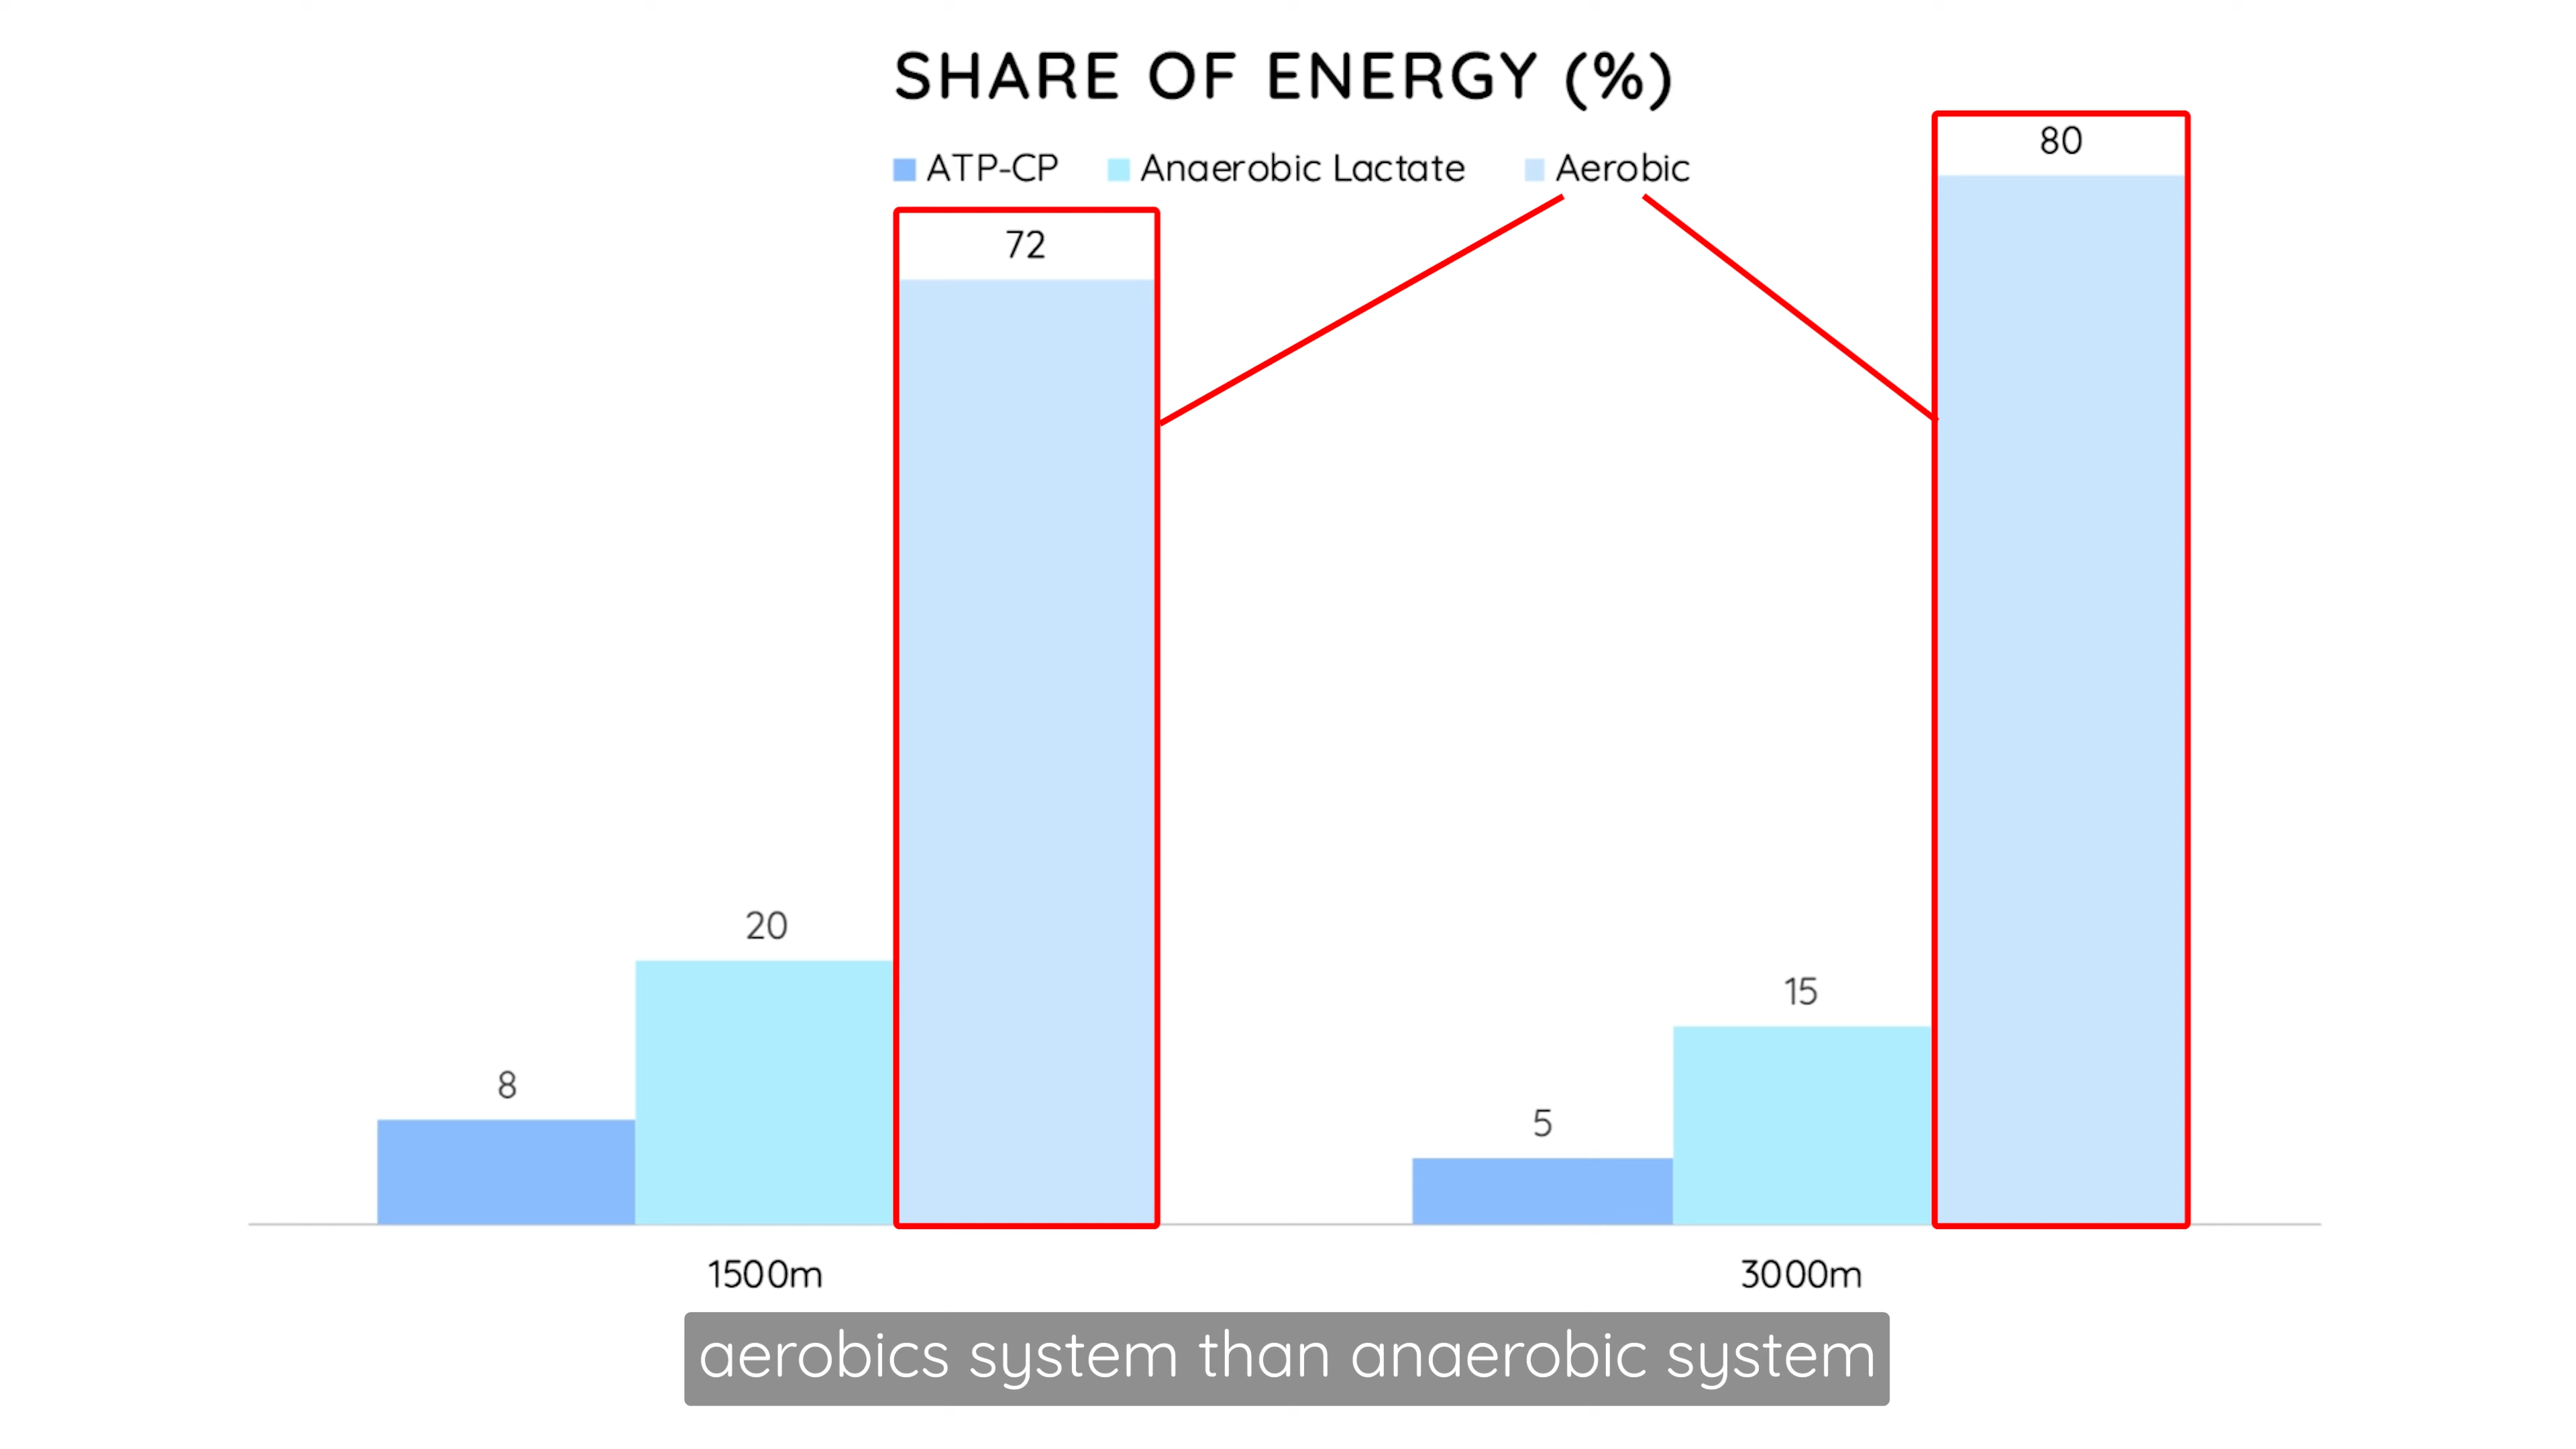 SHARE OF ENERGY (%)
ATP-CP Anaerobic Lactate Aerobic
80
72
20
15
8
5
1500m 3000m
aerobics system than anaerobic system